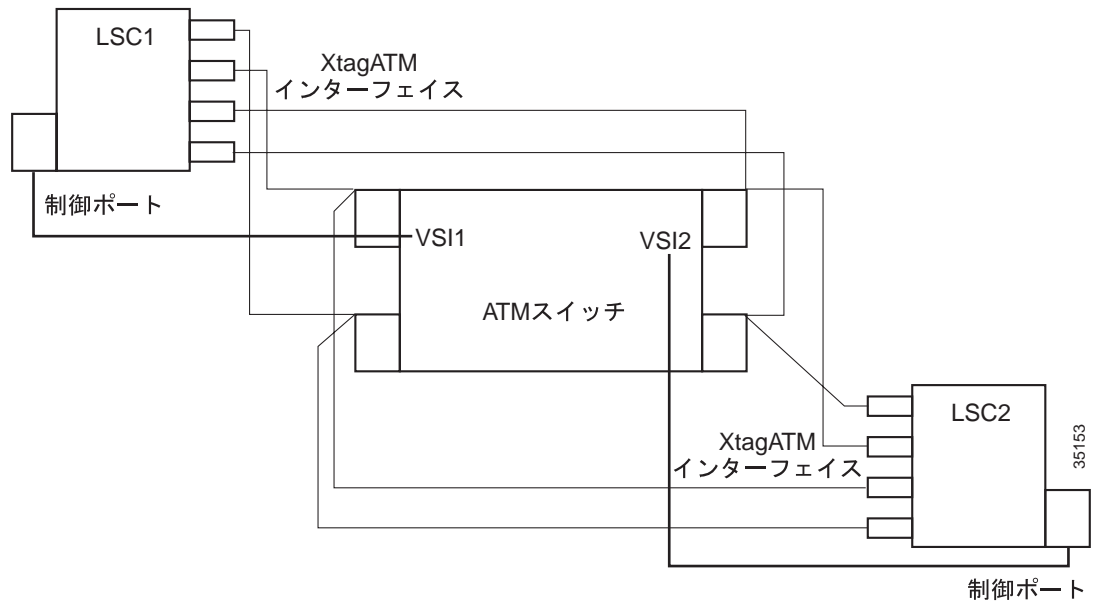 LSC1
XtagATM
インターフェイス
制御ポート
VSI1
VSI2
ATMスイッチ
LSC2
XtagATM
インターフェイス
35153
制御ポート